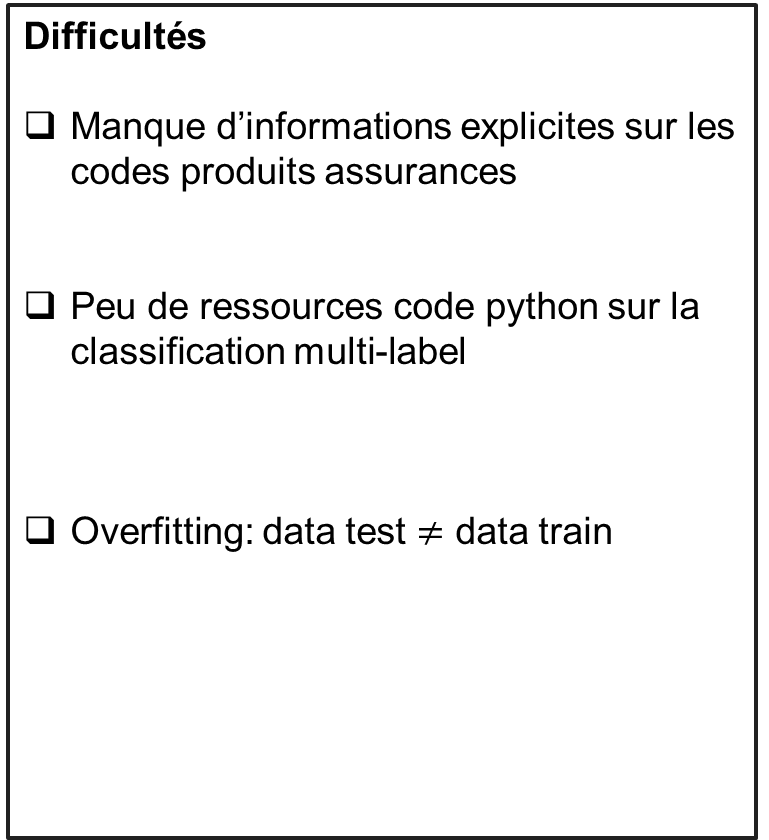 Difficultés
❑ Manque d’informations explicites sur les
codes produits assurances
❑ Peu de ressources code python sur la
classification multi-label
❑ Overfitting: data test ≠ data train